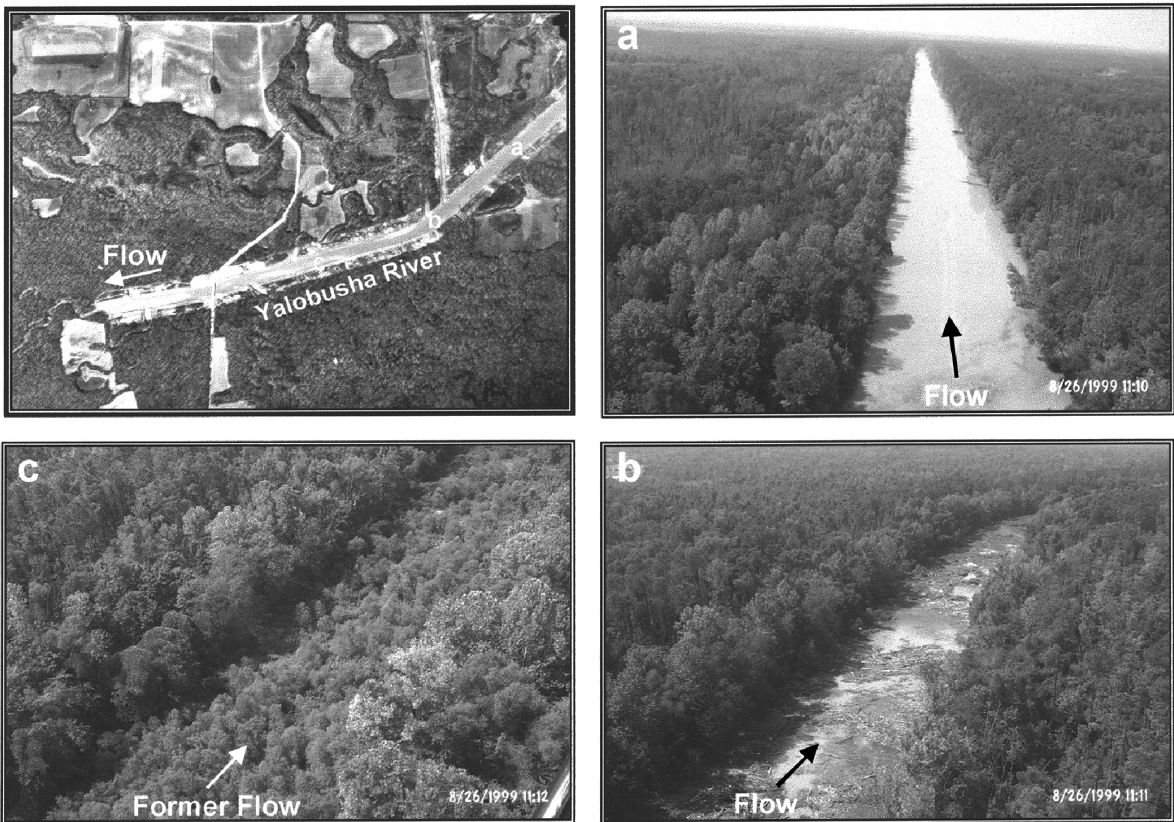 a
b
c
Flow
Yalobusha River
a
Flow
8/26/1999 11:10
c
Former Flow
8/26/1999 11:12
b
Flow
8/26/1999 11:11